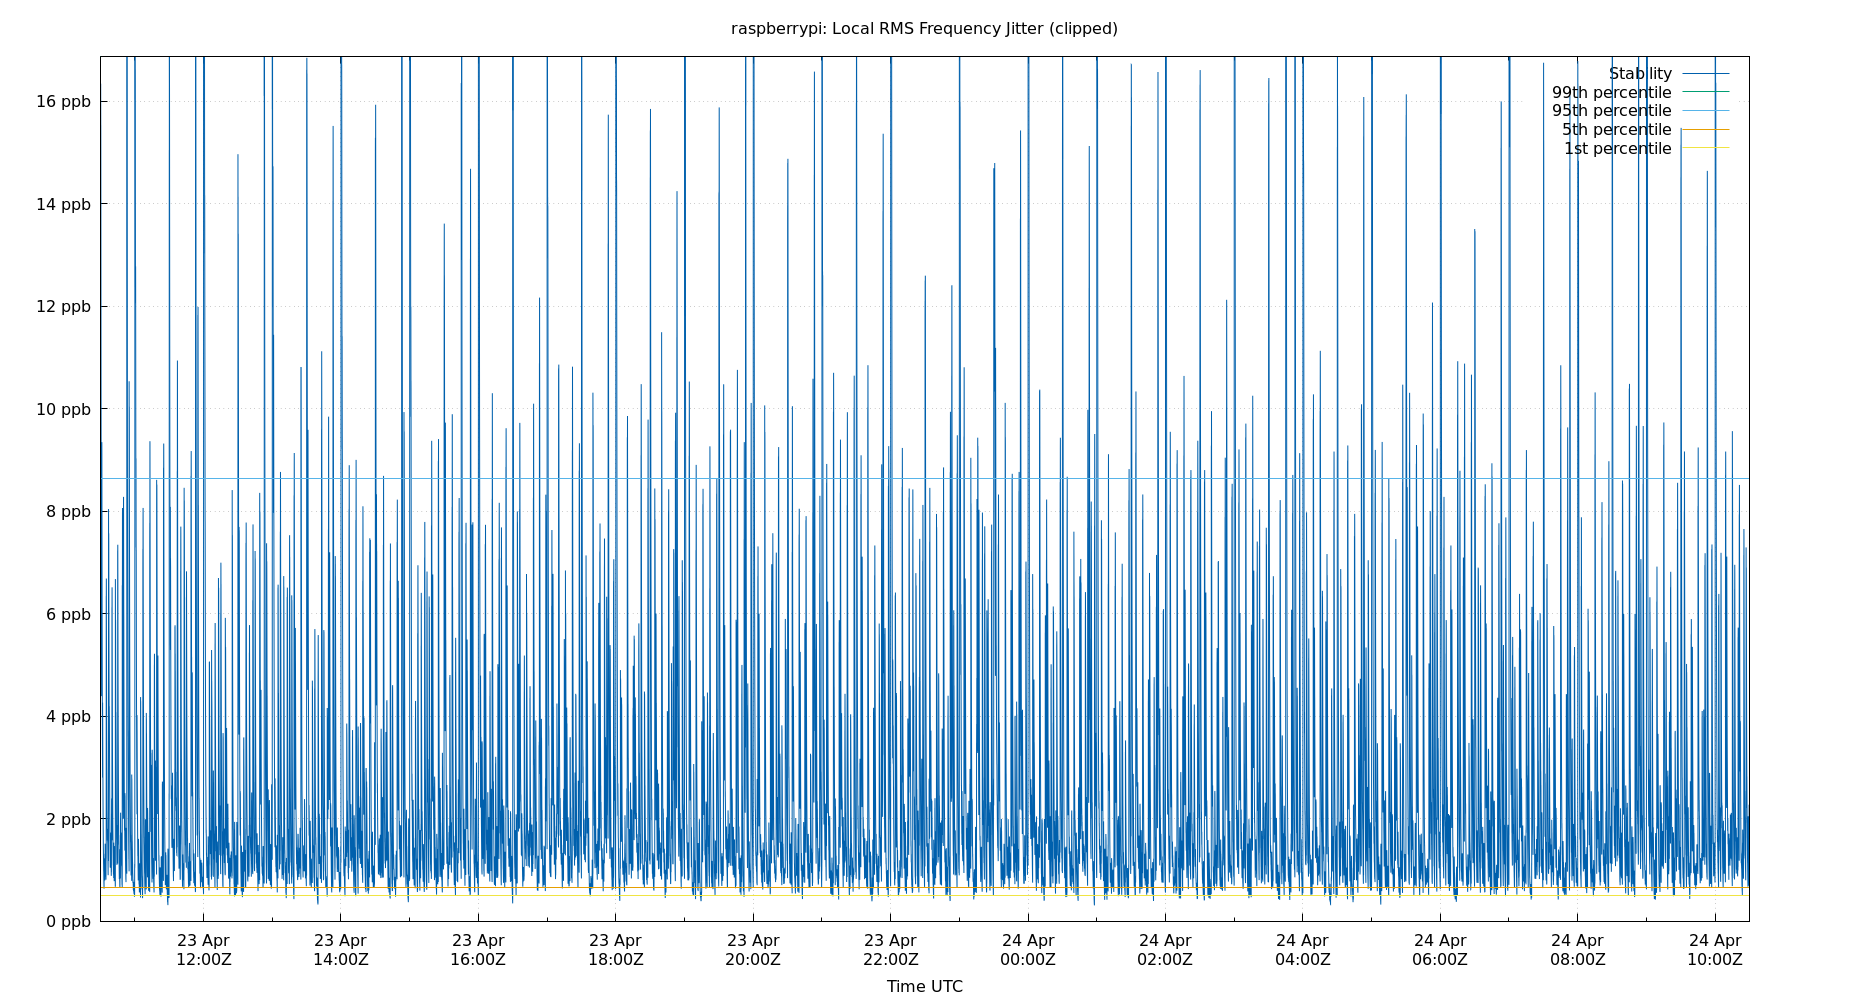 raspberrypi: Local RMS Frequency Jitter (clipped)
Stability
99th percentile
95th percentile
5th percentile
1st percentile
16 ppb
14 ppb
12 ppb
10 ppb
8 ppb
6 ppb
4 ppb
2 ppb
0 ppb
23 Apr 23 Apr 23 Apr 23 Apr 23 Apr 23 Apr 24 Apr 24 Apr 24 Apr 24 Apr 24 Apr 24 Apr
12:00Z 14:00Z 16:00Z 18:00Z 20:00Z 22:00Z 00:00Z 02:00Z 04:00Z 06:00Z 08:00Z 10:00Z
Time UTC